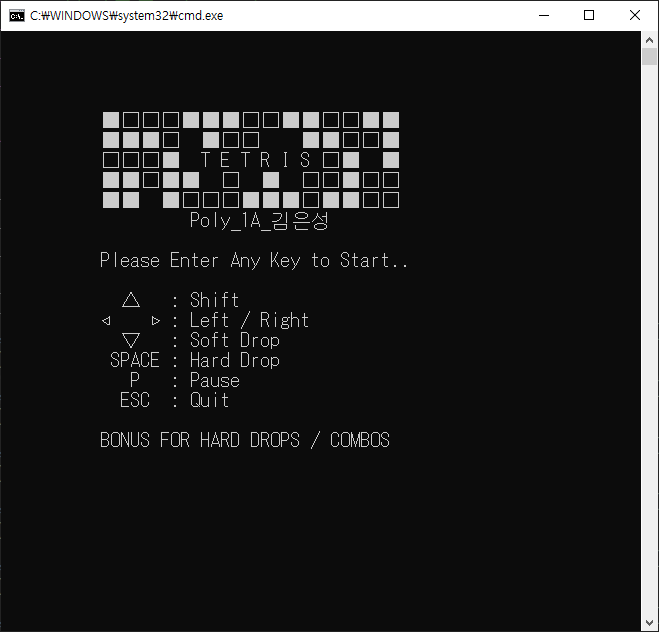 C:₩WINDOWS₩system32₩cmd.exe
■□□□■■■□□■■□□■■
■■■□ ■□□ ■■□□■
□□□■ T E T R I S □■ ■
■■□■■ □ ■ □□■□□
■■ ■□□□■■■□■■□□
Poly_1A_김은성
Please Enter Any Key to Start..
△ : Shift
◁ ▷ : Left / Right
▽ : Soft Drop
SPACE : Hard Drop
P : Pause
ESC : Quit
BONUS FOR HARD DROPS / COMBOS